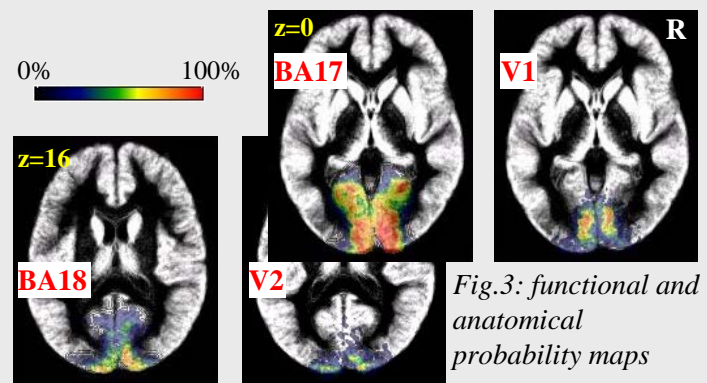 z=0
R
BA17
V1
0% 100%
z=16
BA18
V2
Fig.3: functional and
anatomical
probability maps